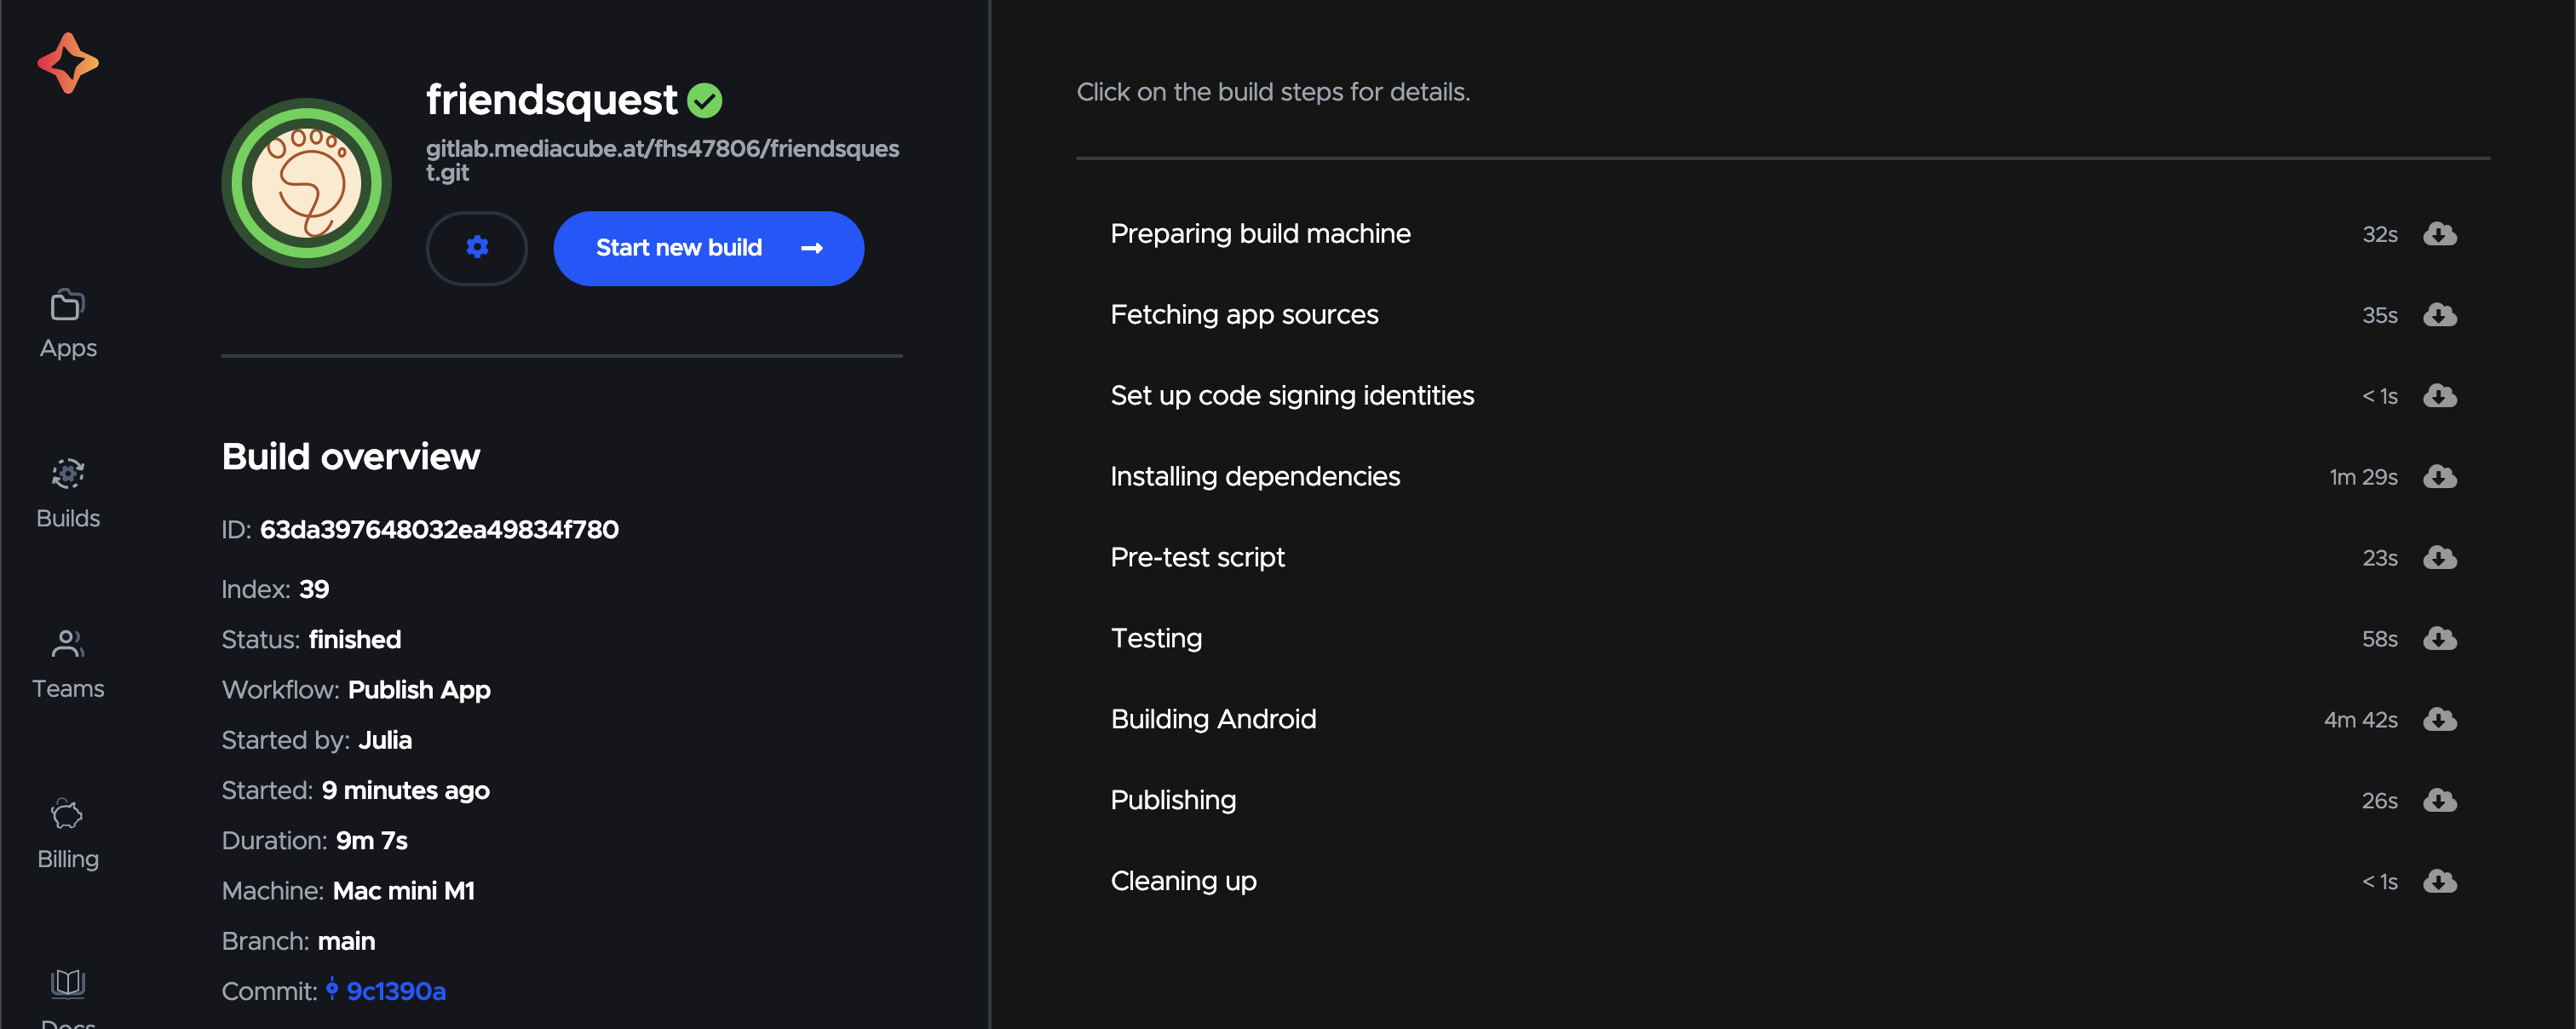 friendsquest
gitlab.mediacube.at/fhs47806/friendsques
t.git
Start new build
Apps
Builds
Teams
Billing
Docs
Build overview
ID: 63da397648032ea49834f780
Index: 39
Status: finished
Workflow: Publish App
Started by: Julia
Started: 9 minutes ago
Duration: 9m 7s
Machine: Mac mini M1
Branch: main
Commit: 9c1390a
Click on the build steps for details.
Preparing build machine 32s
Fetching app sources 35s
Set up code signing identities < 1s
Installing dependencies 1m 29s
Pre-test script 23s
Testing 58s
Building Android 4m 42s
Publishing 26s
Cleaning up < 1s